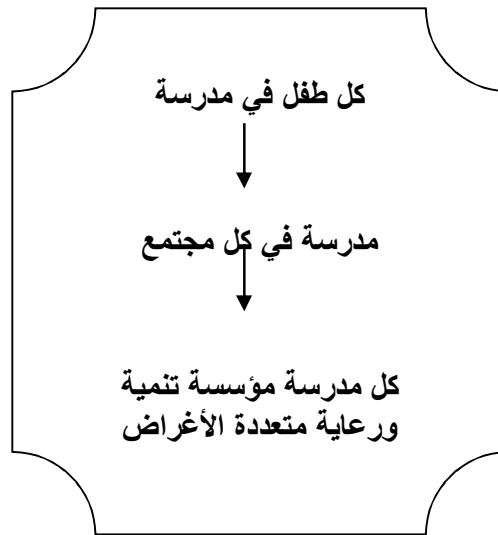 كل طفل في مدرسة
مدرسة في كل مجتمع
كل مدرسة مؤسسة تنمية
ورعاية متعددة الأغراض